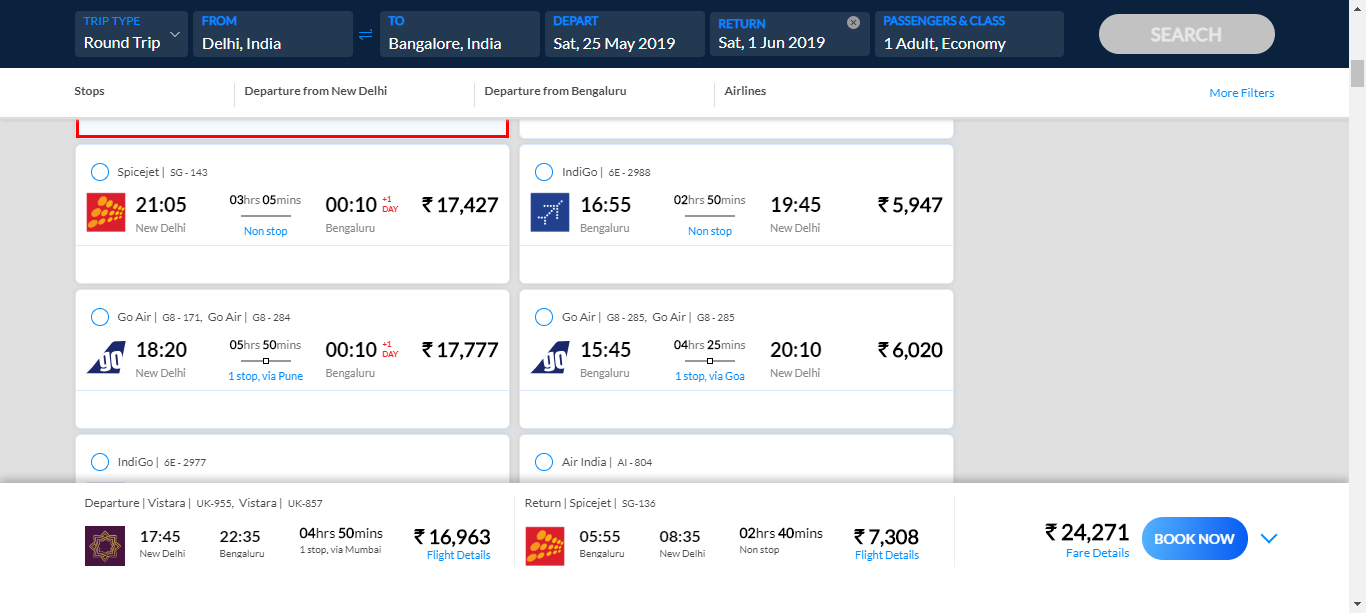 TRIP TYPE
Round Trip
FROM
Delhi, India
TO
Bangalore, India
DEPART
Sat, 25 May 2019
RETURN
Sat, 1 Jun 2019
PASSENGERS & CLASS
1 Adult, Economy
SEARCH
Stops
Departure from New Delhi
Departure from Bengaluru
Airlines
More Filters
Spicejet | SG - 143
21:05
New Delhi
03hrs 05mins
Non stop
00:10 +1 DAY
Bengaluru
₹ 17,427
IndiGo | 6E - 2988
16:55
Bengaluru
02hrs 50mins
Non stop
19:45
New Delhi
₹ 5,947
Go Air | G8 - 171, Go Air | G8 - 284
go
18:20
New Delhi
05hrs 50mins
1 stop, via Pune
00:10 +1 DAY
Bengaluru
₹ 17,777
Go Air | G8 - 285, Go Air | G8 - 285
go
15:45
Bengaluru
04hrs 25mins
1 stop, via Goa
20:10
New Delhi
₹ 6,020
IndiGo | 6E - 2977
Air India | AI - 804
Departure | Vistara | UK-955, Vistara | UK-857
17:45
New Delhi
22:35
Bengaluru
04hrs 50mins
1 stop, via Mumbai
₹ 16,963
Flight Details
Return | Spicejet | SG-136
05:55
Bengaluru
08:35
New Delhi
02hrs 40mins
Non stop
₹ 7,308
Flight Details
₹ 24,271
Fare Details
BOOK NOW